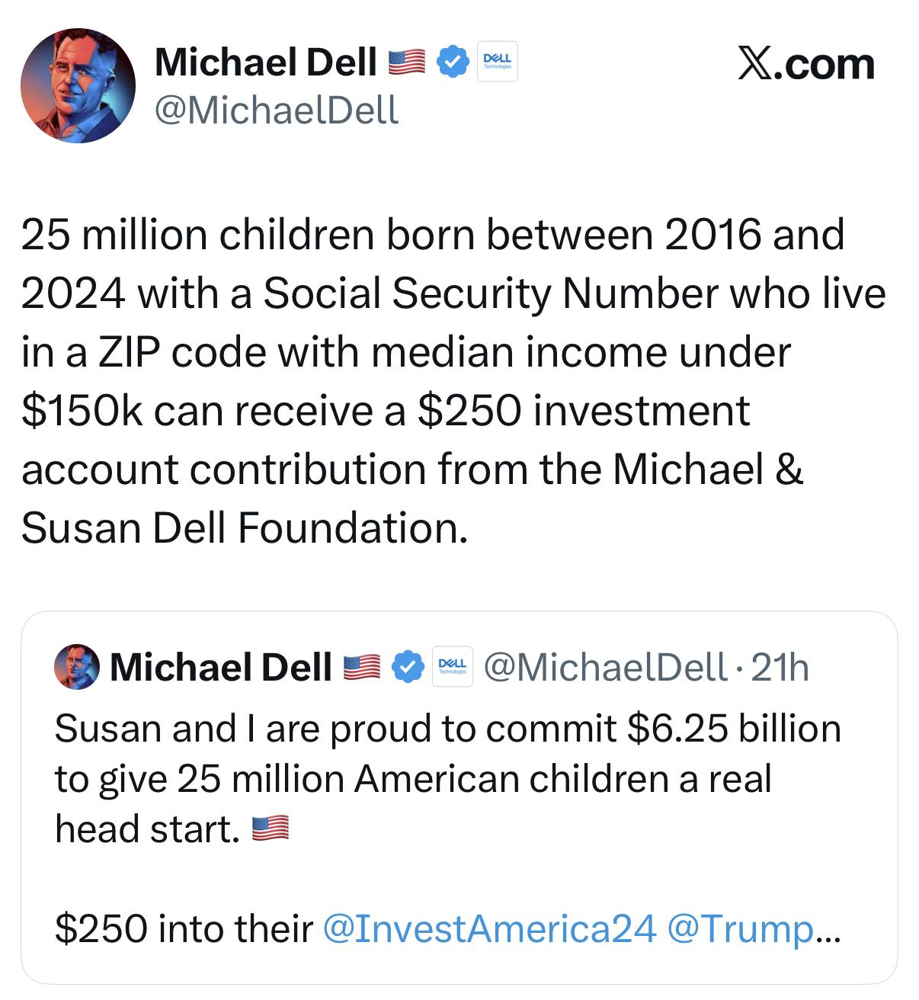 Michael Dell 🇺🇸 DELL Technologies
X.com
@MichaelDell
25 million children born between 2016 and
2024 with a Social Security Number who live
in a ZIP code with median income under
$150k can receive a $250 investment
account contribution from the Michael &
Susan Dell Foundation.
Michael Dell 🇺🇸 DELL Technologies @MichaelDell · 21h
Susan and I are proud to commit $6.25 billion
to give 25 million American children a real
head start. 🇺🇸
$250 into their @InvestAmerica24 @Trump...